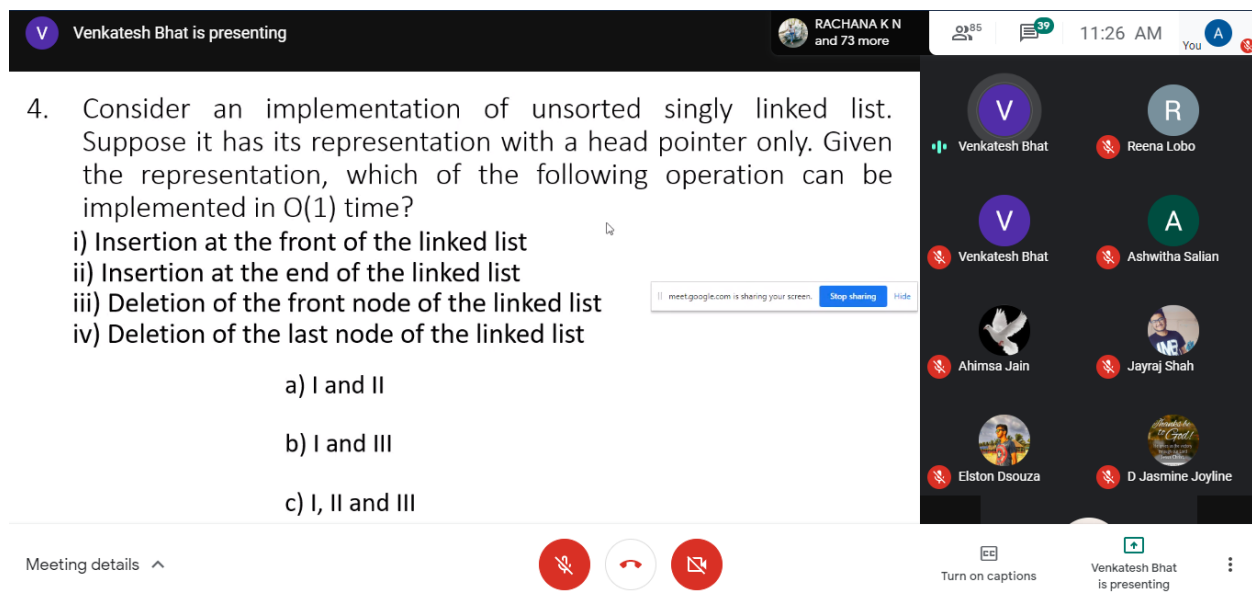 V Venkatesh Bhat is presenting
RACHANA K N
and 73 more
85
39
11:26 AM
You
A
4. Consider an implementation of unsorted singly linked list.
Suppose it has its representation with a head pointer only. Given
the representation, which of the following operation can be
implemented in O(1) time?
i) Insertion at the front of the linked list
ii) Insertion at the end of the linked list
iii) Deletion of the front node of the linked list
iv) Deletion of the last node of the linked list
a) I and II
b) I and III
c) I, II and III
meet.google.com is sharing your screen. Stop sharing Hide
V
Venkatesh Bhat
R
Reena Lobo
V
Venkatesh Bhat
A
Ashwitha Salian
Ahimsa Jain
Jayraj Shah
Elston Dsouza
Thanks be
to God!
D Jasmine Joyline
Meeting details
CC
Turn on captions
Venkatesh Bhat
is presenting